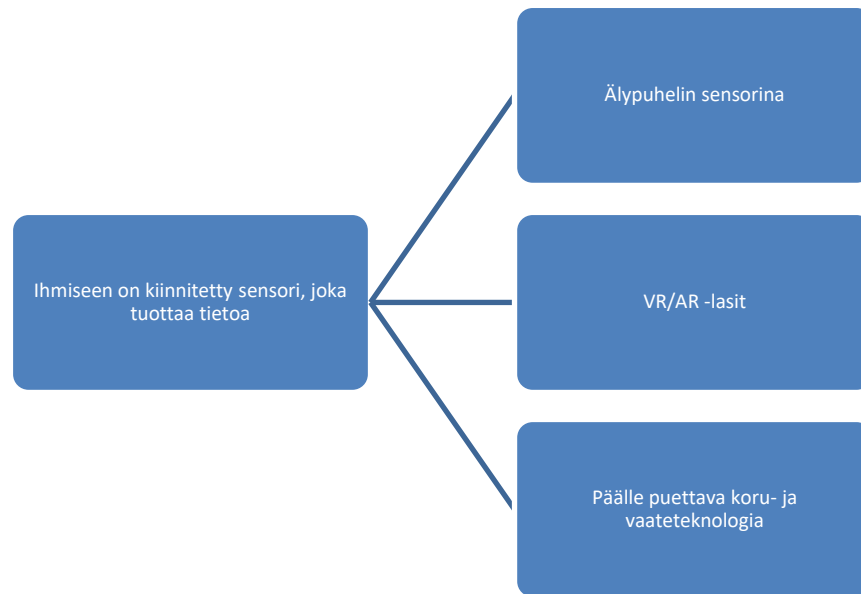 Älypuhelin sensorina
Ihmiseen on kiinnitetty sensori, joka
tuottaa tietoa
VR/AR -lasit
Päälle puettava koru- ja
vaateteknologia